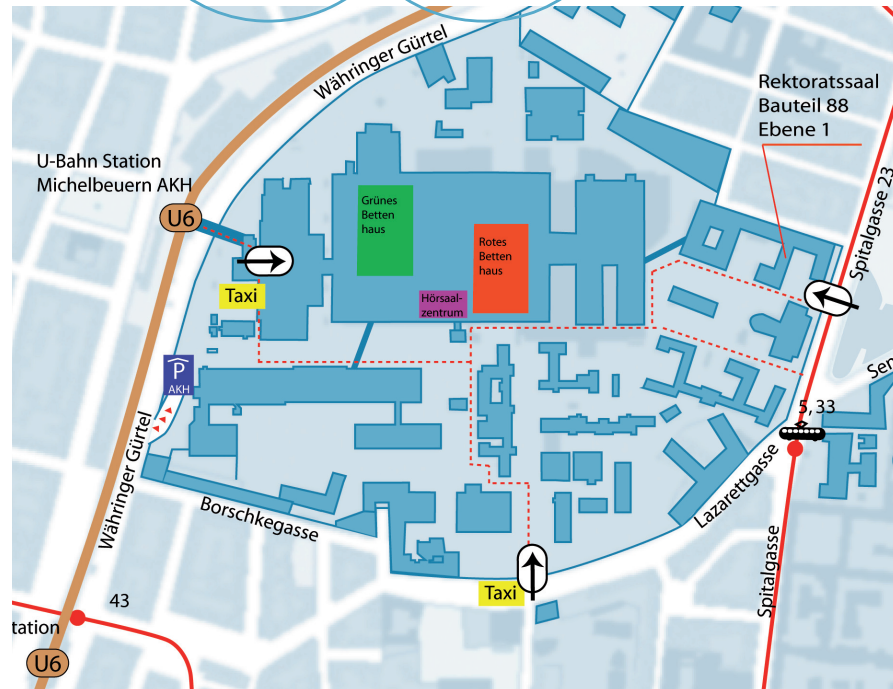 Währinger Gürtel
Rektoratssaal
Bauteil 88
Ebene 1
U-Bahn Station
Michelbeuern AKH
U6
Grünes
Betten
haus
Rotes
Betten
haus
Spitalgasse 23
Taxi
Hörsaal-
zentrum
P
AKH
Sen
5, 33
Währinger Gürtel
Borschkegasse
Lazarettgasse
Spitalgasse
Taxi
43
tation
U6